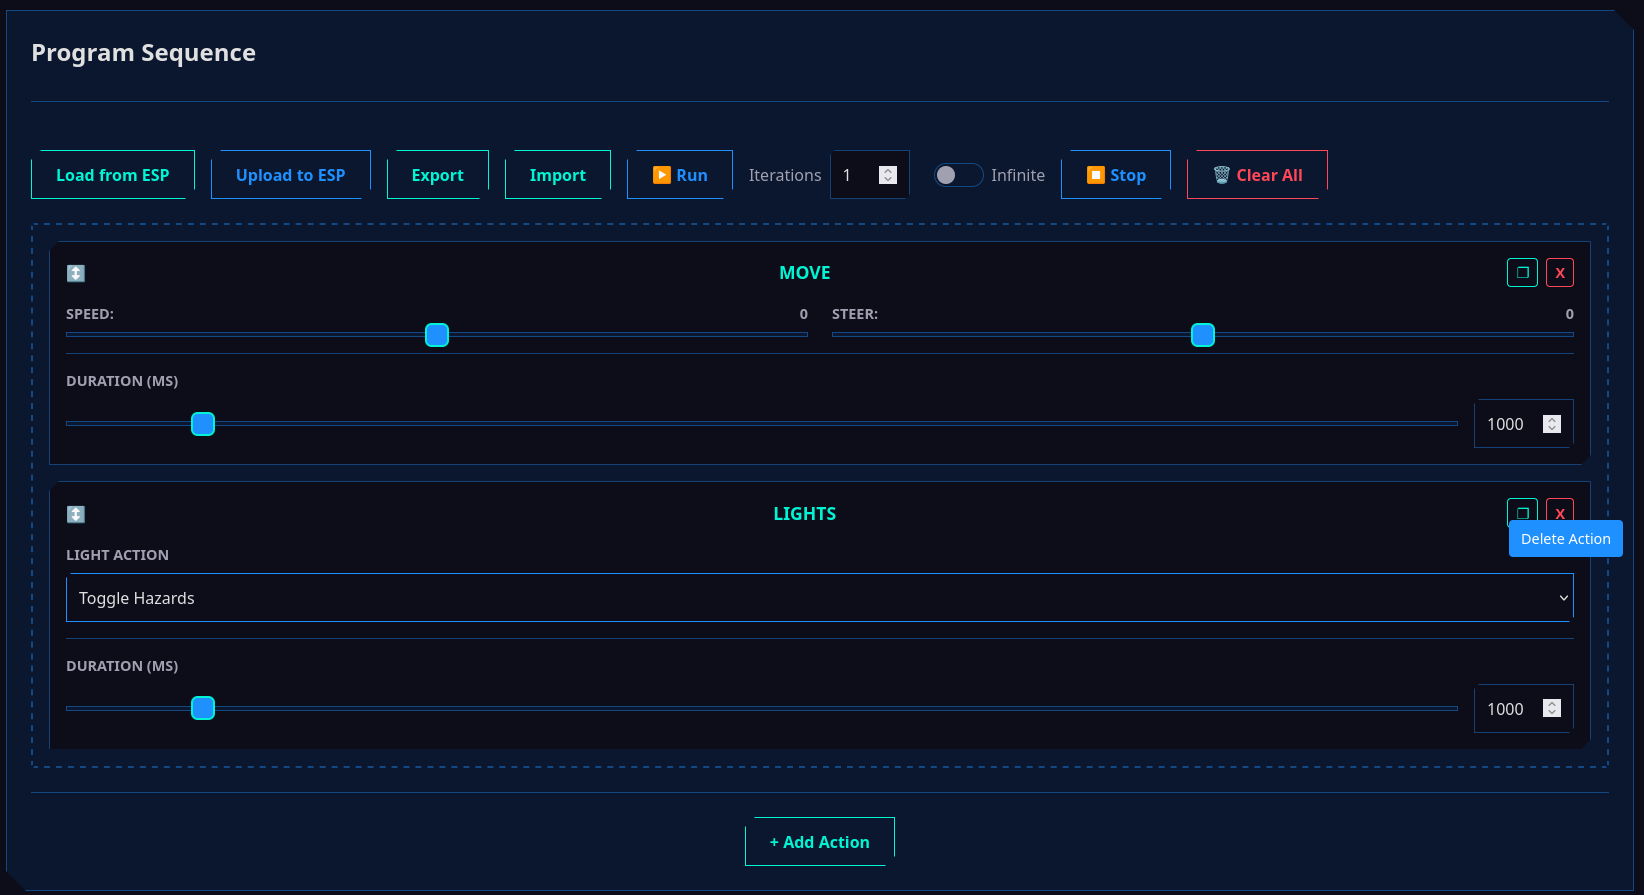 Program Sequence
Load from ESP Upload to ESP Export Import ▶️ Run Iterations 1 Infinite ⏹️ Stop 🗑️ Clear All
↕️ MOVE ❐ X
SPEED: 0 STEER: 0
DURATION (MS)
1000
↕️ LIGHTS ❐ X
Delete Action
LIGHT ACTION
Toggle Hazards
DURATION (MS)
1000
+ Add Action